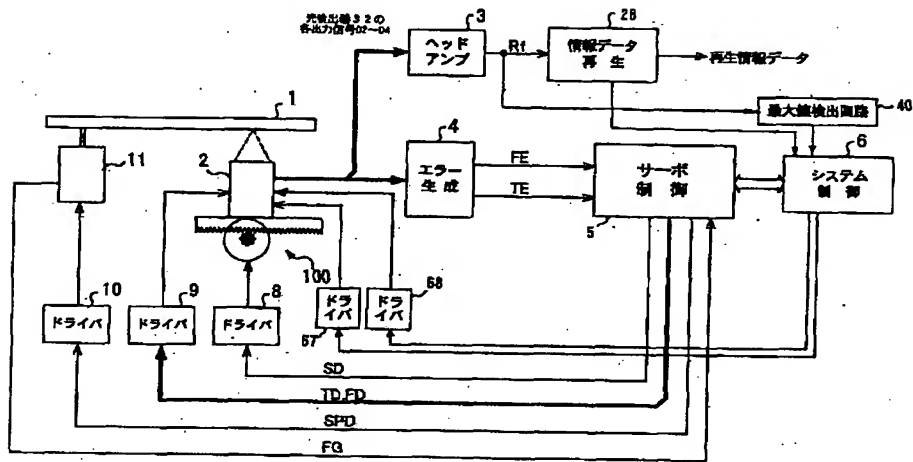 光検出器32の
各出力信号02～04
3
ヘッド
アンプ
Rf
28
情報データ
再生
再生情報データ
最大値検出回路
40
1
11
2
4
エラー
生成
FE
TE
サーボ
制御
5
6
システム
制御
100
10
ドライバ
9
ドライバ
8
ドライバ
ドラ
イバ
67
ドラ
イバ
68
SD
TD,FD
SPD
FG